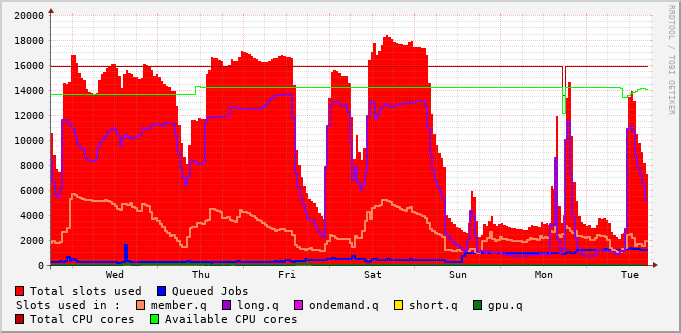 20000
18000
16000
14000
12000
10000
8000
6000
4000
2000
0
Wed Thu Fri Sat Sun Mon Tue
RRDTOOL / TOBI OETIKER
Total slots used Queued Jobs
Slots used in : member.q long.q ondemand.q short.q gpu.q
Total CPU cores Available CPU cores